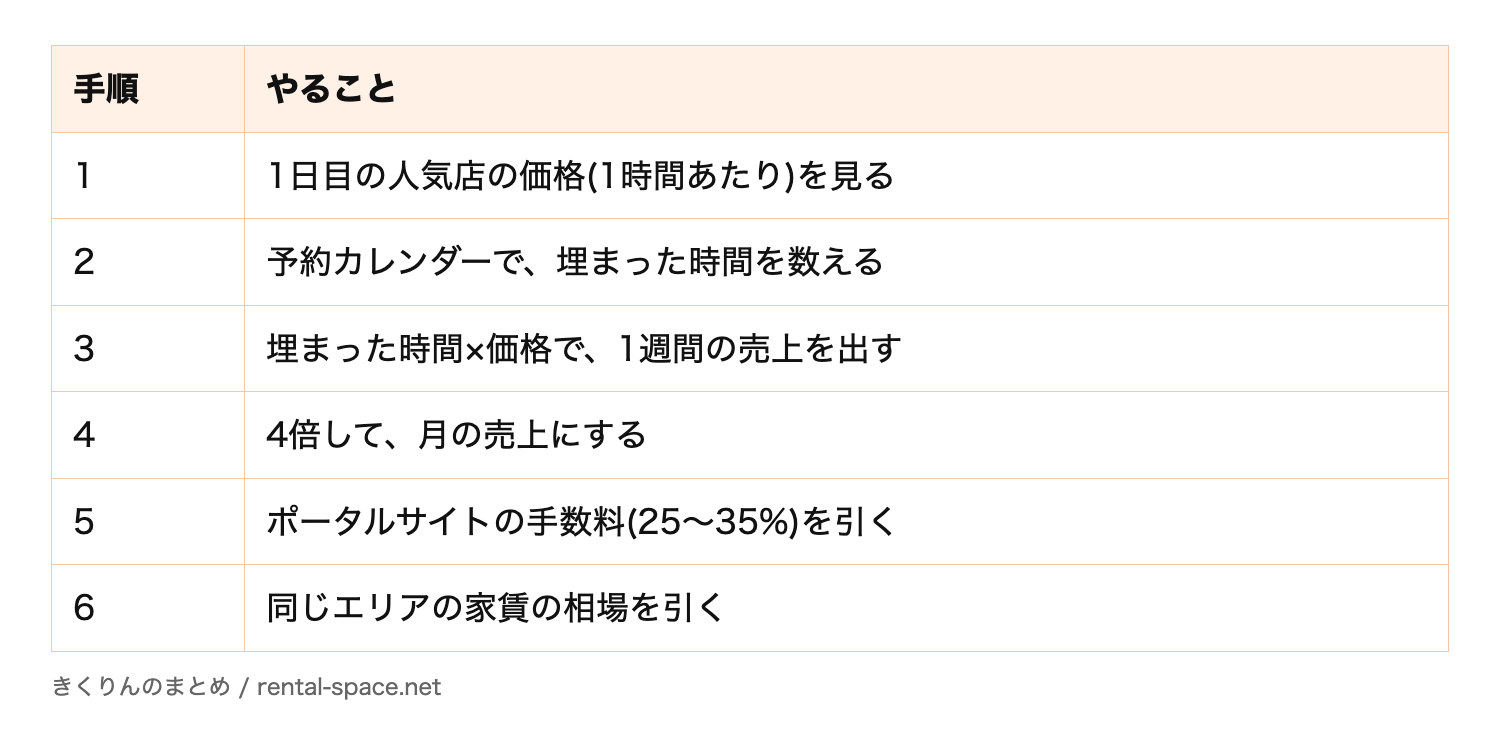 手順 やること
1 1日目の人気店の価格(1時間あたり)を見る
2 予約カレンダーで、埋まった時間を数える
3 埋まった時間×価格で、1週間の売上を出す
4 4倍して、月の売上にする
5 ポータルサイトの手数料(25〜35%)を引く
6 同じエリアの家賃の相場を引く
きくりんのまとめ / rental-space.net